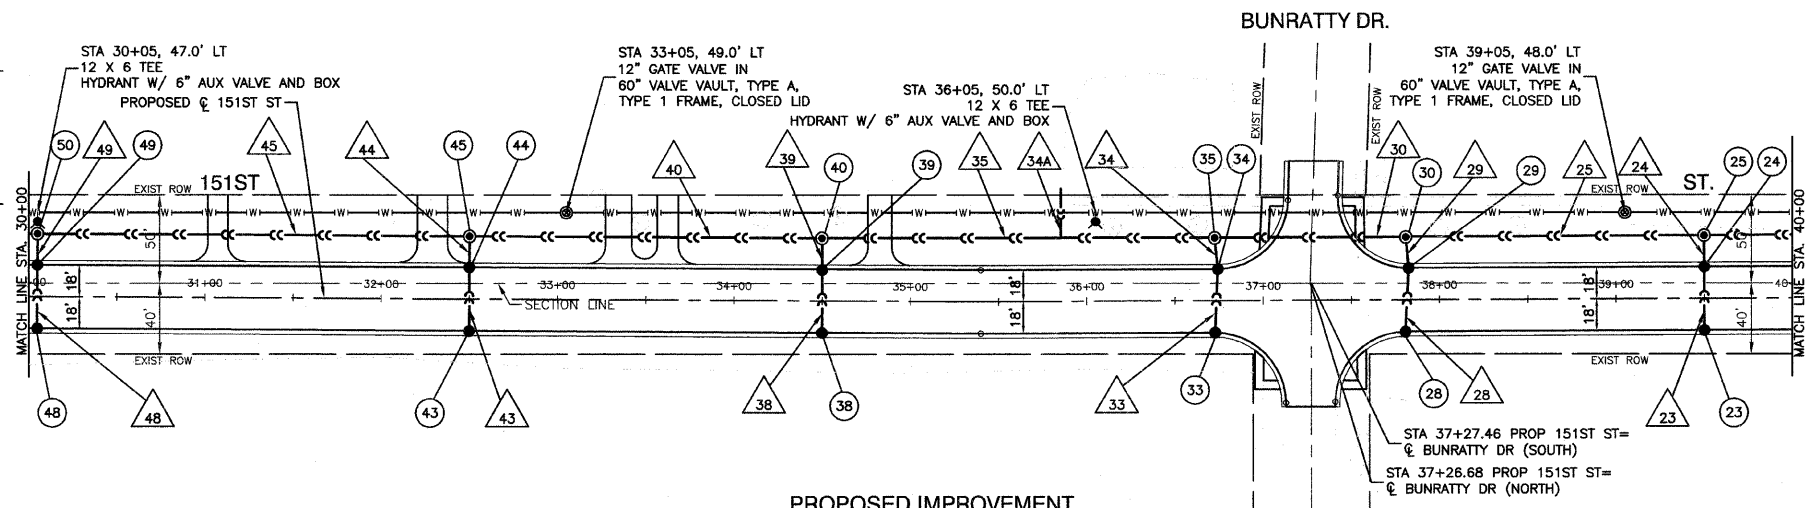 BUNRATTY DR.
STA 30+05, 47.0' LT
12 X 6 TEE
HYDRANT W/ 6" AUX VALVE AND BOX
PROPOSED ℄ 151ST ST
STA 33+05, 49.0' LT
12" GATE VALVE IN
60" VALVE VAULT, TYPE A,
TYPE 1 FRAME, CLOSED LID
STA 36+05, 50.0' LT
12 X 6 TEE
HYDRANT W/ 6" AUX VALVE AND BOX
STA 39+05, 48.0' LT
12" GATE VALVE IN
60" VALVE VAULT, TYPE A,
TYPE 1 FRAME, CLOSED LID
EXIST ROW
EXIST ROW
50 49 49 45 44 45 44 40 39 40 39 35 34A 34 35 34 30 30 29 29 25 24 25 24
EXIST ROW
151ST
EXIST ROW
ST.
W W W W W W W W W W W W W W W W W W W W W W W W W W W W W W W W W W
MATCH LINE STA. 30+00
50'
50'
MATCH LINE STA. 40+00
00 31+00 32+00 33+00 34+00 35+00 36+00 37+00 38+00 39+00 40
18'
18'
18'
18'
18'
18'
SECTION LINE
40'
40'
EXIST ROW
EXIST ROW
48 48 43 43 38 38 33 33 28 28 23 23
STA 37+27.46 PROP 151ST ST=
℄ BUNRATTY DR (SOUTH)
STA 37+26.68 PROP 151ST ST=
℄ BUNRATTY DR (NORTH)
PROPOSED IMPROVEMENT